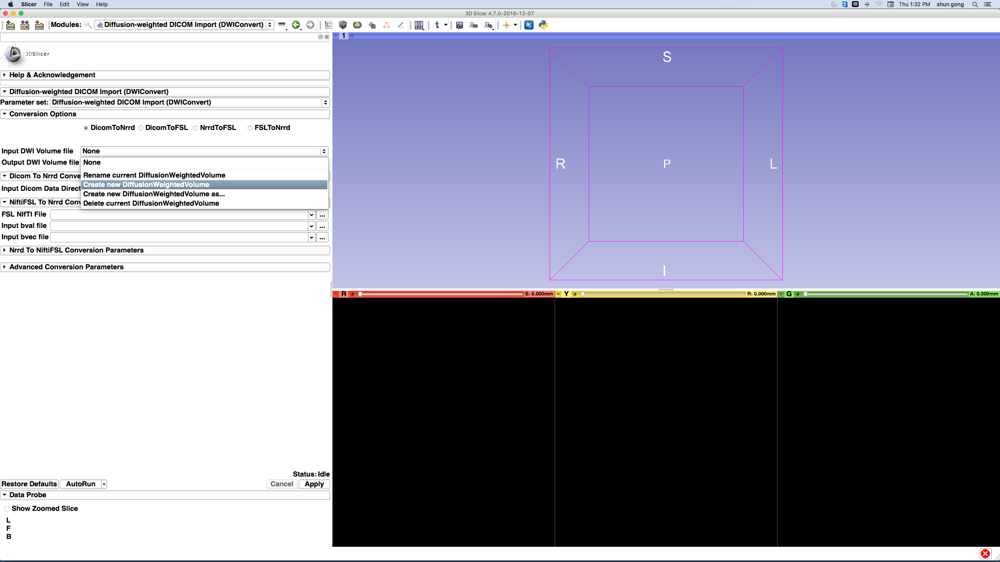 Slicer File Edit View Help
Thu 1:32 PM shun gong
3D Slicer 4.7.0-2016-12-07
DATA DCM SAVE Modules: Diffusion-weighted DICOM Import (DWIConvert)
1
3DSlicer
Help & Acknowledgement
Diffusion-weighted DICOM Import (DWIConvert)
Parameter set: Diffusion-weighted DICOM Import (DWIConvert)
Conversion Options
DicomToNrrd DicomToFSL NrrdToFSL FSLToNrrd
Input DWI Volume file None
Output DWI Volume file None
Rename current DiffusionWeightedVolume
Dicom To Nrrd Conve
Create new DiffusionWeightedVolume
Input Dicom Data Direct
Create new DiffusionWeightedVolume as...
NiftiFSL To Nrrd Conv
Delete current DiffusionWeightedVolume
FSL NIfTI File ...
Input bval file ...
Input bvec file ...
Nrrd To NiftiFSL Conversion Parameters
Advanced Conversion Parameters
Status: Idle
Restore Defaults AutoRun Cancel Apply
Data Probe
Show Zoomed Slice
L
F
B
S
R P L
I
R S: 0.000mm
Y R: 0.000mm
G A: 0.000mm